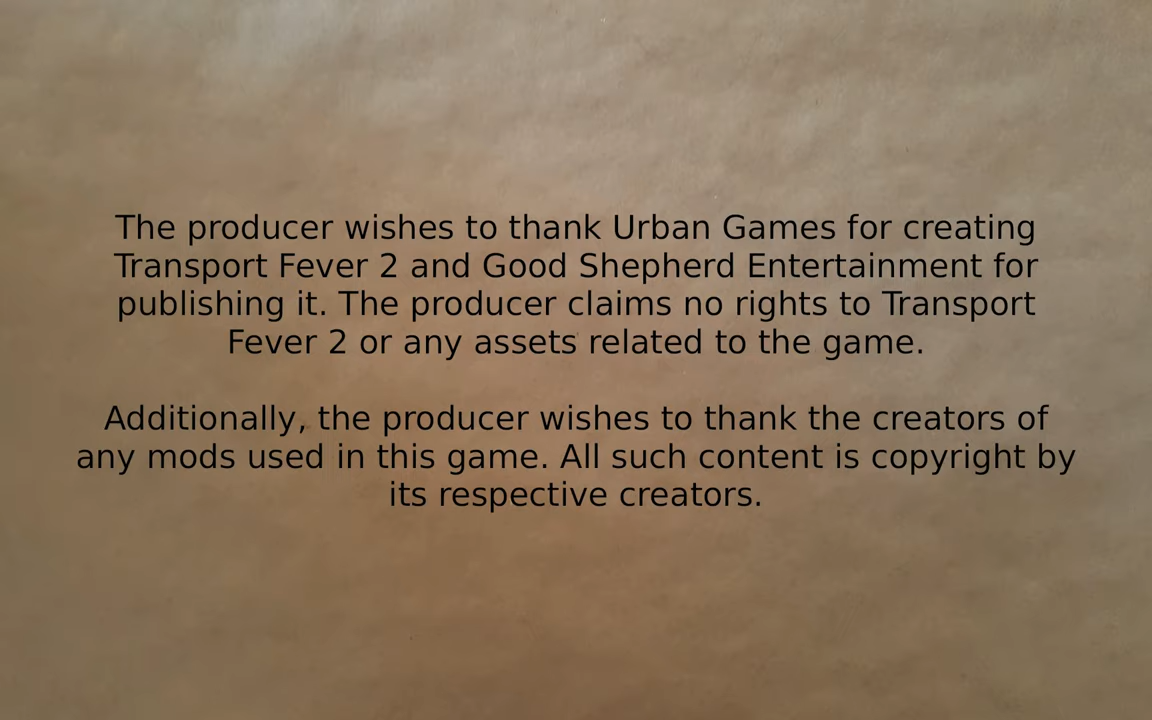 The producer wishes to thank Urban Games for creating
Transport Fever 2 and Good Shepherd Entertainment for
publishing it. The producer claims no rights to Transport
Fever 2 or any assets related to the game.
Additionally, the producer wishes to thank the creators of
any mods used in this game. All such content is copyright by
its respective creators.